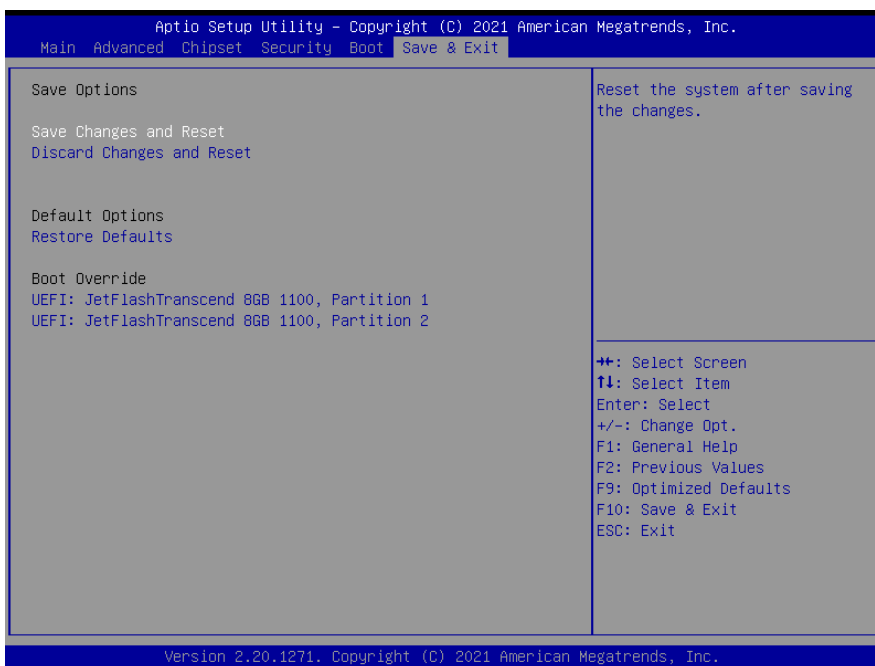 Aptio Setup Utility – Copyright (C) 2021 American Megatrends, Inc.
Main Advanced Chipset Security Boot Save & Exit
Save Options
Save Changes and Reset
Discard Changes and Reset
Default Options
Restore Defaults
Boot Override
UEFI: JetFlashTranscend 8GB 1100, Partition 1
UEFI: JetFlashTranscend 8GB 1100, Partition 2
Reset the system after saving
the changes.
→←: Select Screen
↑↓: Select Item
Enter: Select
+/-: Change Opt.
F1: General Help
F2: Previous Values
F9: Optimized Defaults
F10: Save & Exit
ESC: Exit
Version 2.20.1271. Copyright (C) 2021 American Megatrends, Inc.